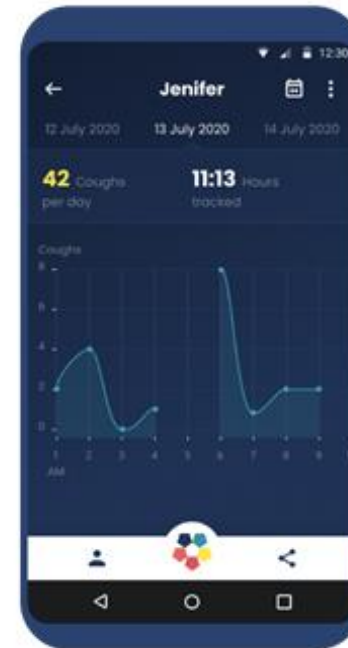 12:30
Jenifer
12 July 2020 13 July 2020 14 July 2020
42 Coughs 11:13 Hours
per day tracked
Coughs
8
6
4
2
0
1 2 3 4 5 6 7 8 9
AM